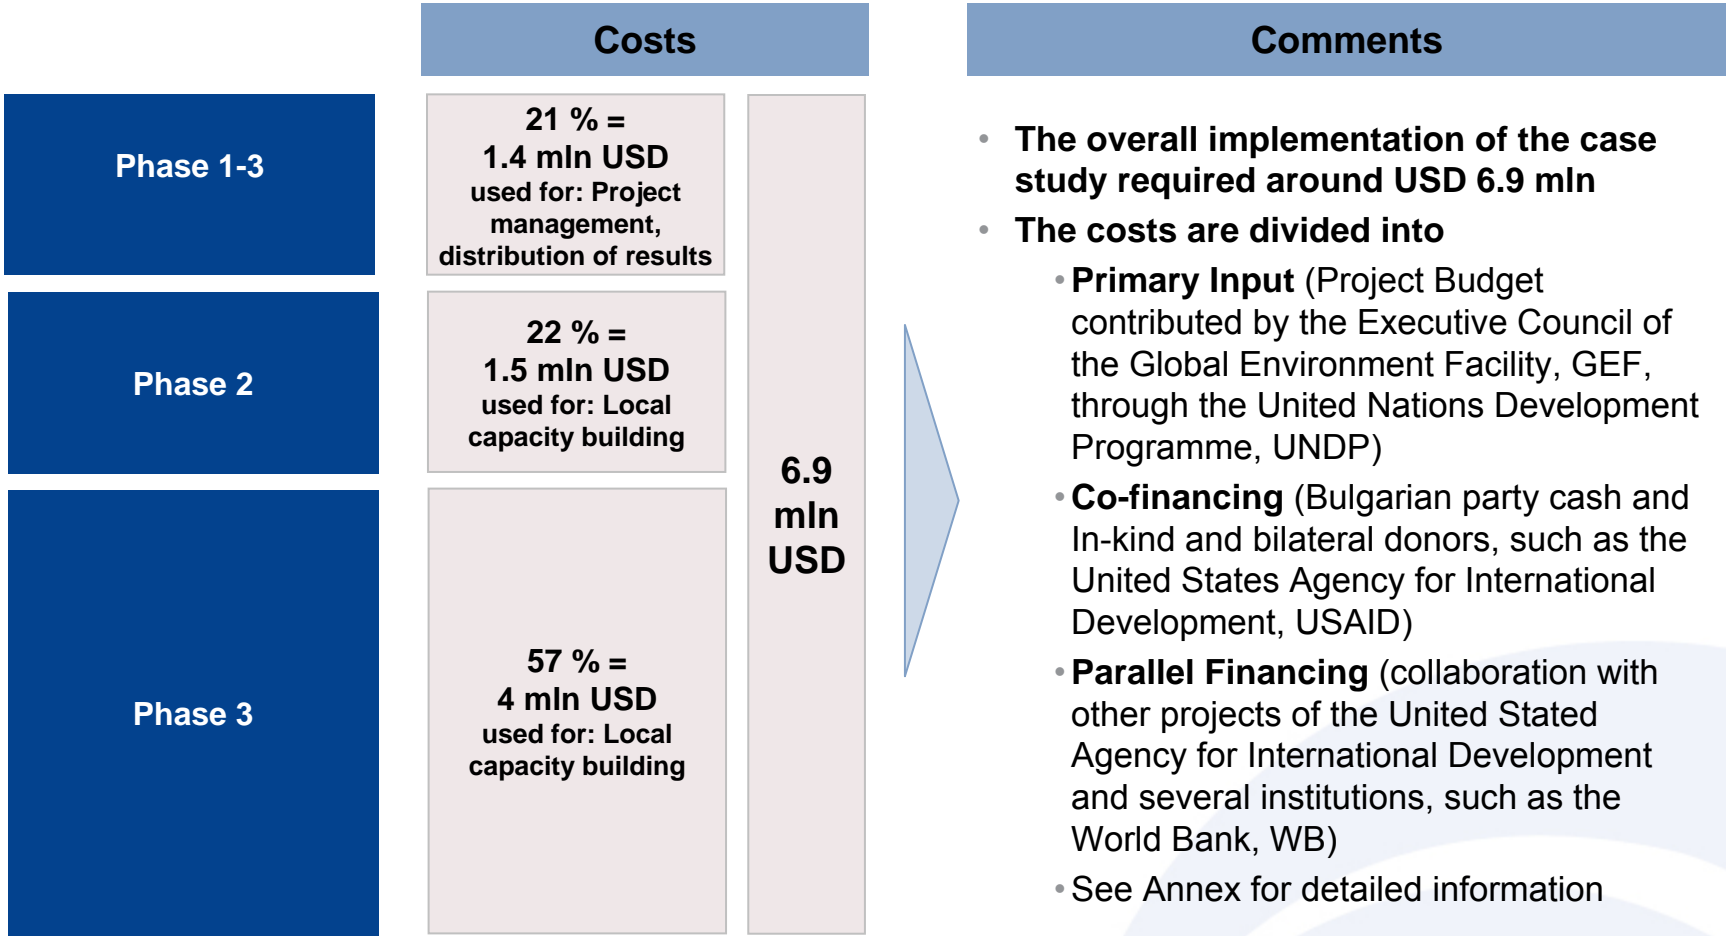 Costs
Comments
Phase 1-3
21 % =
1.4 mln USD
used for: Project
management,
distribution of results
Phase 2
22 % =
1.5 mln USD
used for: Local
capacity building
Phase 3
57 % =
4 mln USD
used for: Local
capacity building
6.9
mln
USD
• The overall implementation of the case
study required around USD 6.9 mln
• The costs are divided into
• Primary Input (Project Budget
contributed by the Executive Council of
the Global Environment Facility, GEF,
through the United Nations Development
Programme, UNDP)
• Co-financing (Bulgarian party cash and
In-kind and bilateral donors, such as the
United States Agency for International
Development, USAID)
• Parallel Financing (collaboration with
other projects of the United Stated
Agency for International Development
and several institutions, such as the
World Bank, WB)
• See Annex for detailed information